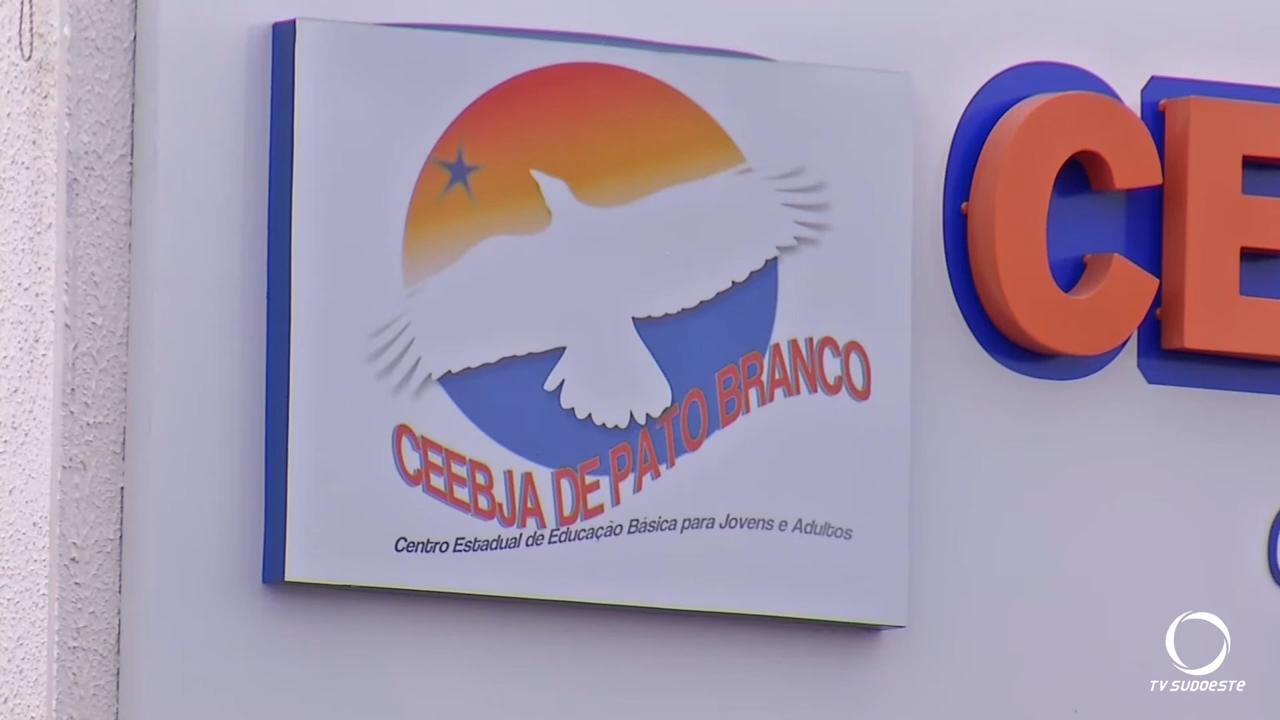 CEEBJA DE PATO BRANCO
Centro Estadual de Educação Básica para Jovens e Adultos
CE
TV SUDOESTE